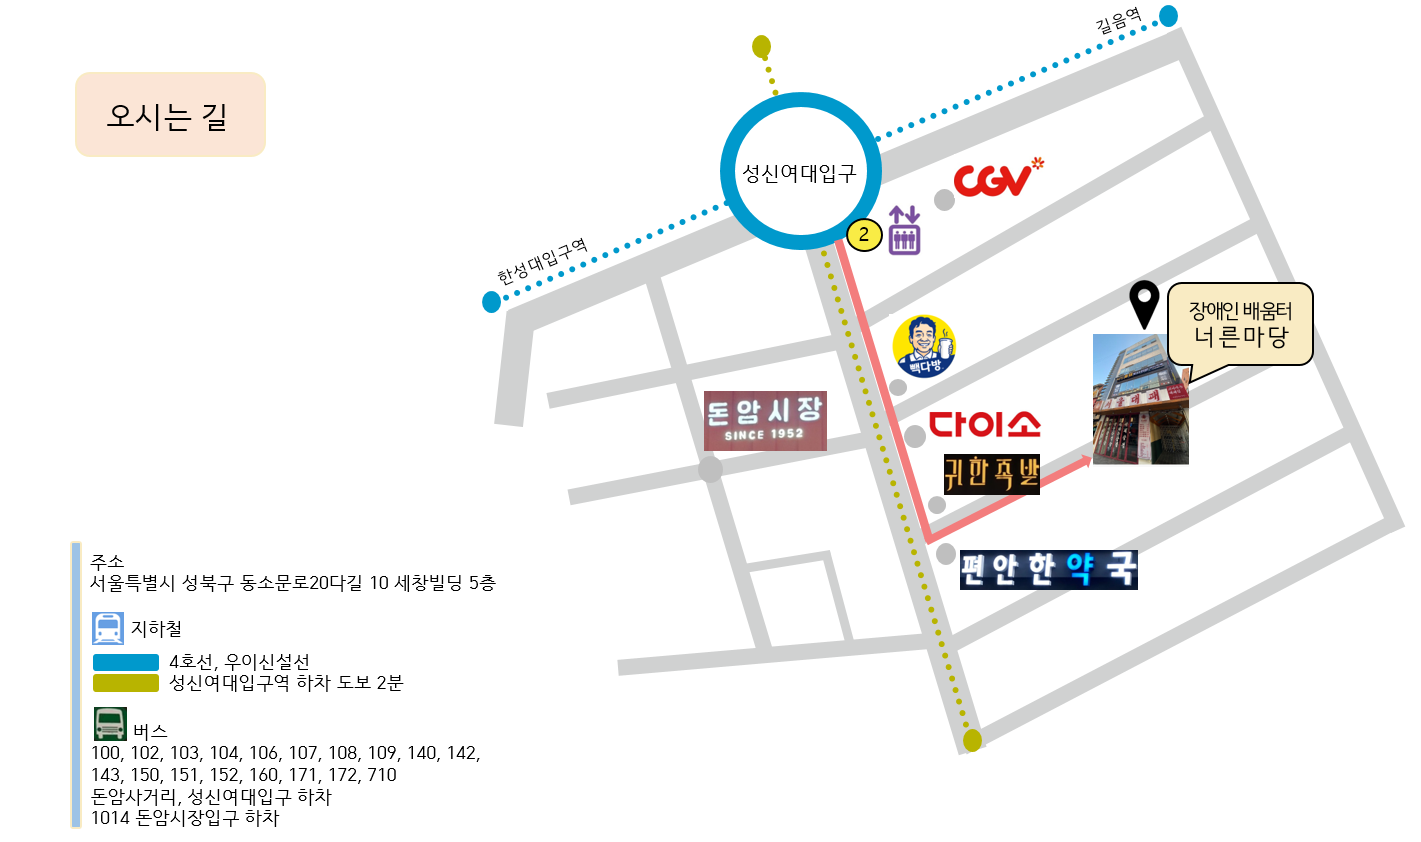 오시는 길
길음역
성신여대입구
CGV
2
한성대입구역
장애인 배움터
너른마당
빽다방
돈암시장
SINCE 1952
다이소
귀한족발
편안한약국
주소
서울특별시 성북구 동소문로20다길 10 세창빌딩 5층
지하철
4호선, 우이신설선
성신여대입구역 하차 도보 2분
버스
100, 102, 103, 104, 106, 107, 108, 109, 140, 142,
143, 150, 151, 152, 160, 171, 172, 710
돈암사거리, 성신여대입구 하차
1014 돈암시장입구 하차